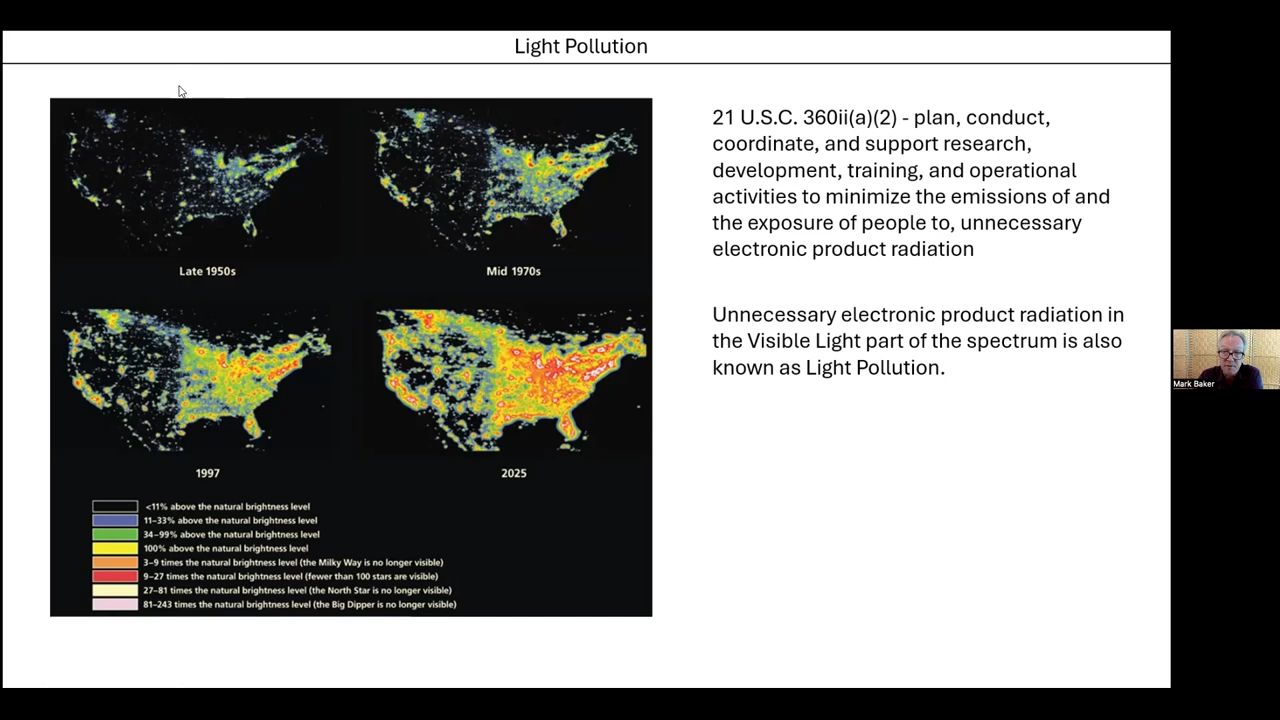 Light Pollution
Late 1950s
Mid 1970s
1997
2025
<11% above the natural brightness level
11–33% above the natural brightness level
34–99% above the natural brightness level
100% above the natural brightness level
3–9 times the natural brightness level (the Milky Way is no longer visible)
9–27 times the natural brightness level (fewer than 100 stars are visible)
27–81 times the natural brightness level (the North Star is no longer visible)
81–243 times the natural brightness level (the Big Dipper is no longer visible)
21 U.S.C. 360ii(a)(2) - plan, conduct,
coordinate, and support research,
development, training, and operational
activities to minimize the emissions of and
the exposure of people to, unnecessary
electronic product radiation
Unnecessary electronic product radiation in
the Visible Light part of the spectrum is also
known as Light Pollution.
Mark Baker